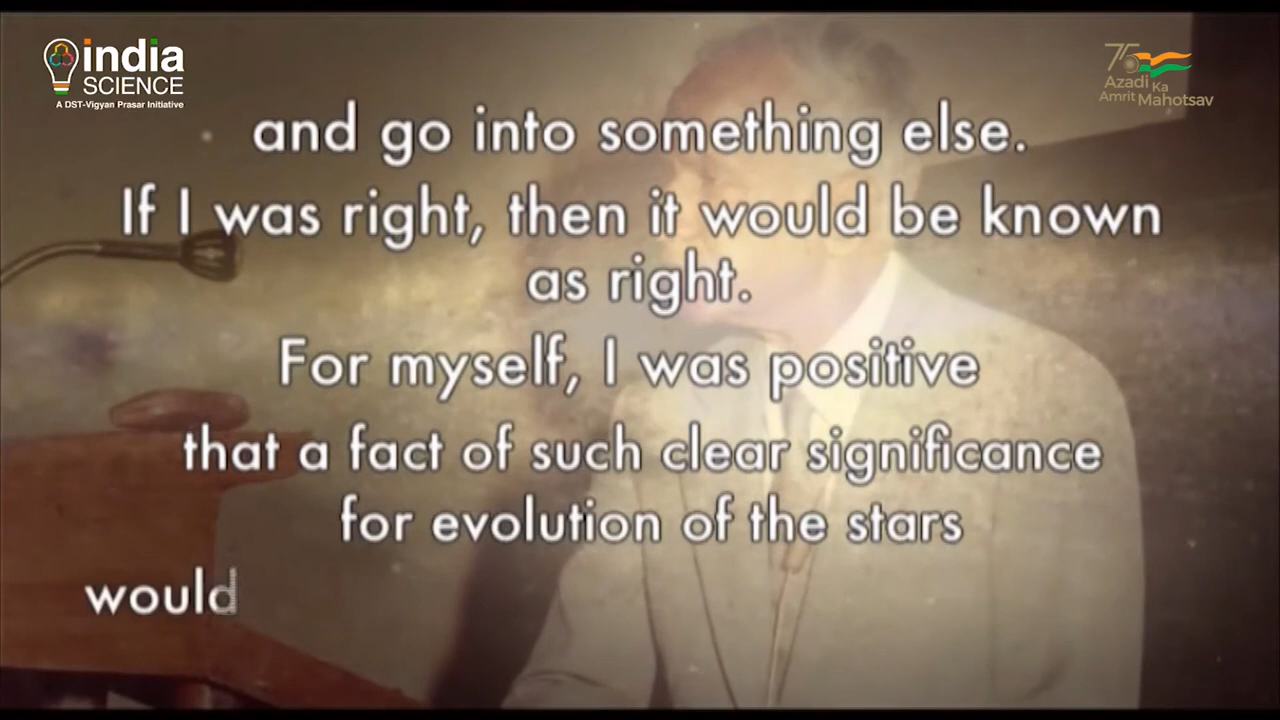 india
SCIENCE
A DST-Vigyan Prasar Initiative
75
Azadi Ka
Amrit Mahotsav
and go into something else.
If I was right, then it would be known
as right.
For myself, I was positive
that a fact of such clear significance
for evolution of the stars
would